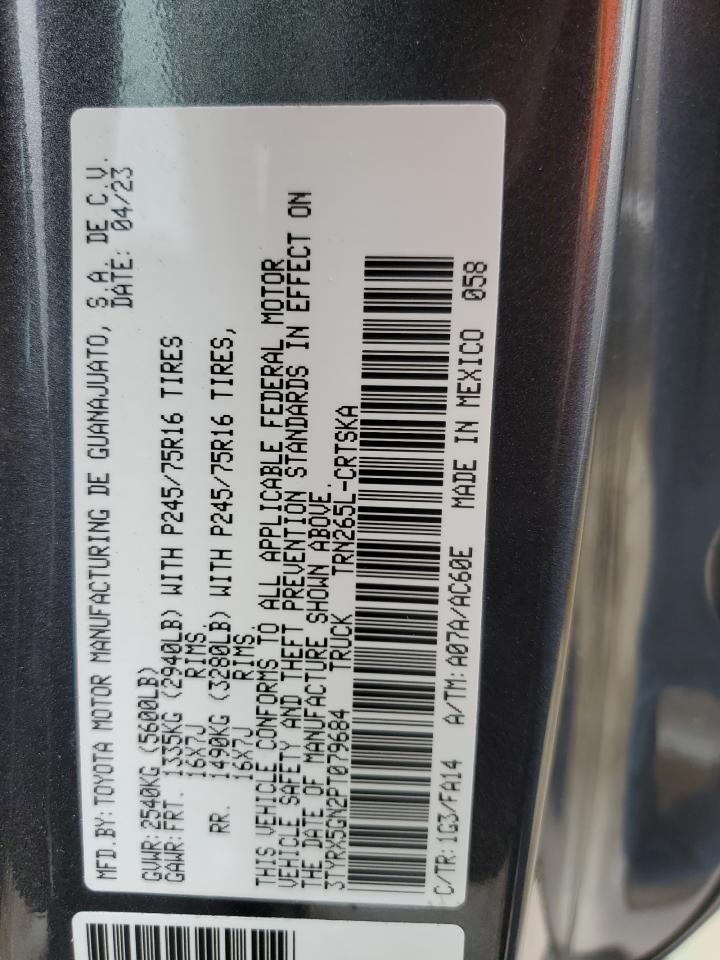 MFD.BY:TOYOTA MOTOR MANUFACTURING DE GUANAJUATO, S.A. DE C.V.
DATE: 04/23
GVWR:2540KG (5600LB)
GAWR:FRT. 1335KG (2940LB) WITH P245/75R16 TIRES
16X7J RIMS.
RR. 1490KG (3280LB) WITH P245/75R16 TIRES,
16X7J RIMS.
THIS VEHICLE CONFORMS TO ALL APPLICABLE FEDERAL MOTOR
VEHICLE SAFETY AND THEFT PREVENTION STANDARDS IN EFFECT ON
THE DATE OF MANUFACTURE SHOWN ABOVE.
3TYRX5GN2PT079684 TRUCK TRN265L-CRTSKA
C/TR:1G3/FA14 A/TM:A07A/AC60E MADE IN MEXICO 058